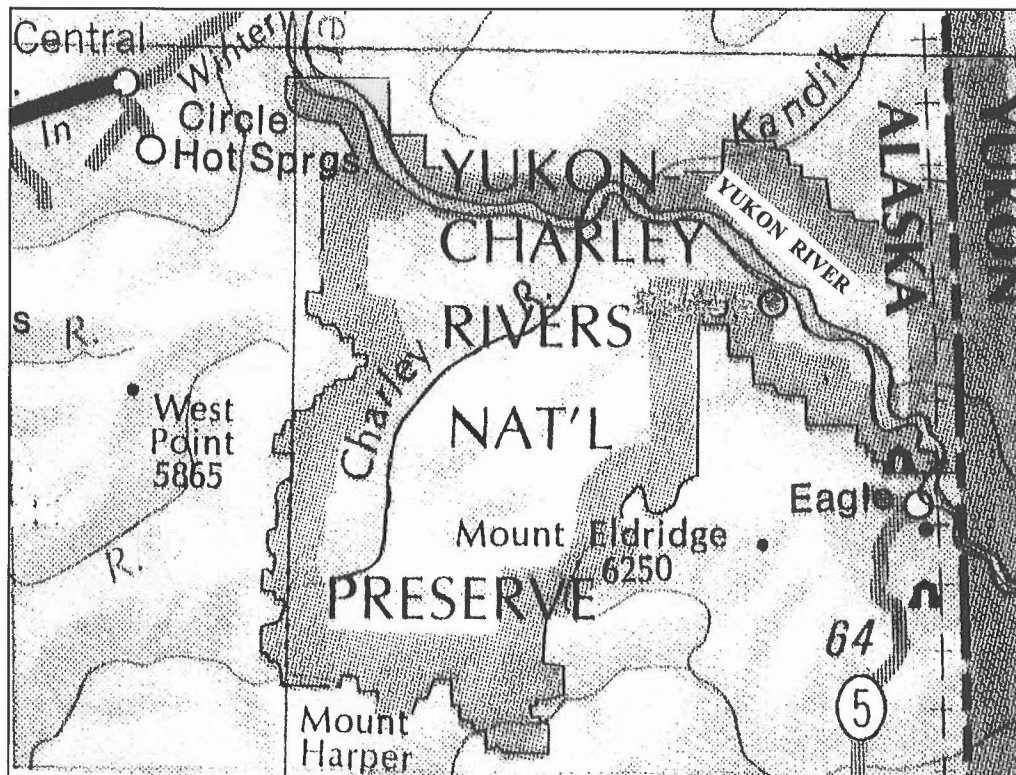 Central
Winter
In
Circle
Hot Sprgs
Kandik
YUKON
CHARLEY
RIVERS
NAT'L
PRESERVE
YUKON RIVER
ALASKA
YUKON
s
R.
Charley
West
Point
5865
R.
Eagle
Mount Eldridge
6250
64
5
Mount
Harper